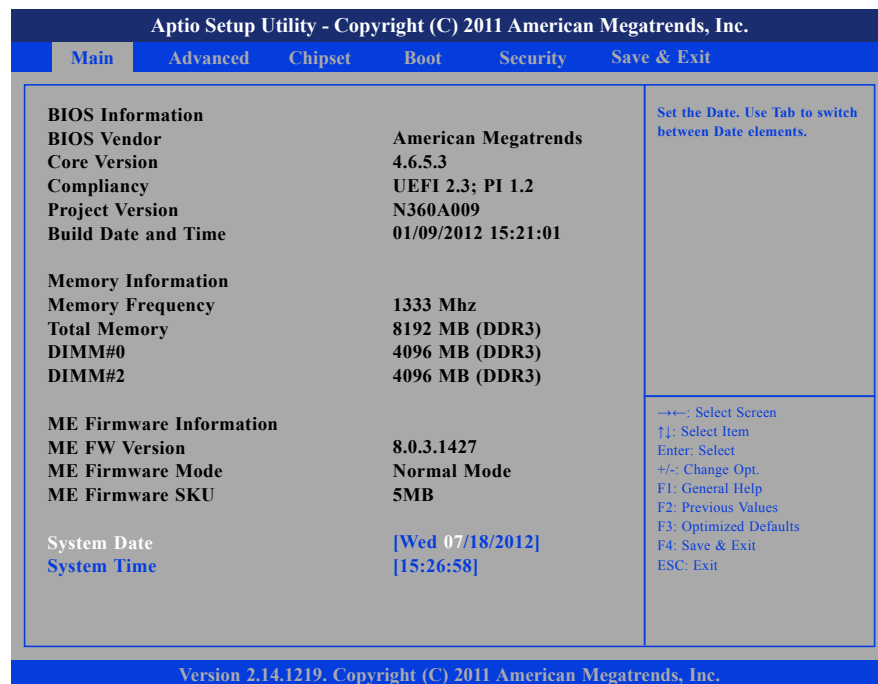 Aptio Setup Utility - Copyright (C) 2011 American Megatrends, Inc.
Main Advanced Chipset Boot Security Save & Exit
BIOS Information
BIOS Vendor American Megatrends
Core Version 4.6.5.3
Compliancy UEFI 2.3; PI 1.2
Project Version N360A009
Build Date and Time 01/09/2012 15:21:01
Memory Information
Memory Frequency 1333 Mhz
Total Memory 8192 MB (DDR3)
DIMM#0 4096 MB (DDR3)
DIMM#2 4096 MB (DDR3)
ME Firmware Information
ME FW Version 8.0.3.1427
ME Firmware Mode Normal Mode
ME Firmware SKU 5MB
System Date [Wed 07/18/2012]
System Time [15:26:58]
Set the Date. Use Tab to switch
between Date elements.
→←: Select Screen
↑↓: Select Item
Enter: Select
+/-: Change Opt.
F1: General Help
F2: Previous Values
F3: Optimized Defaults
F4: Save & Exit
ESC: Exit
Version 2.14.1219. Copyright (C) 2011 American Megatrends, Inc.